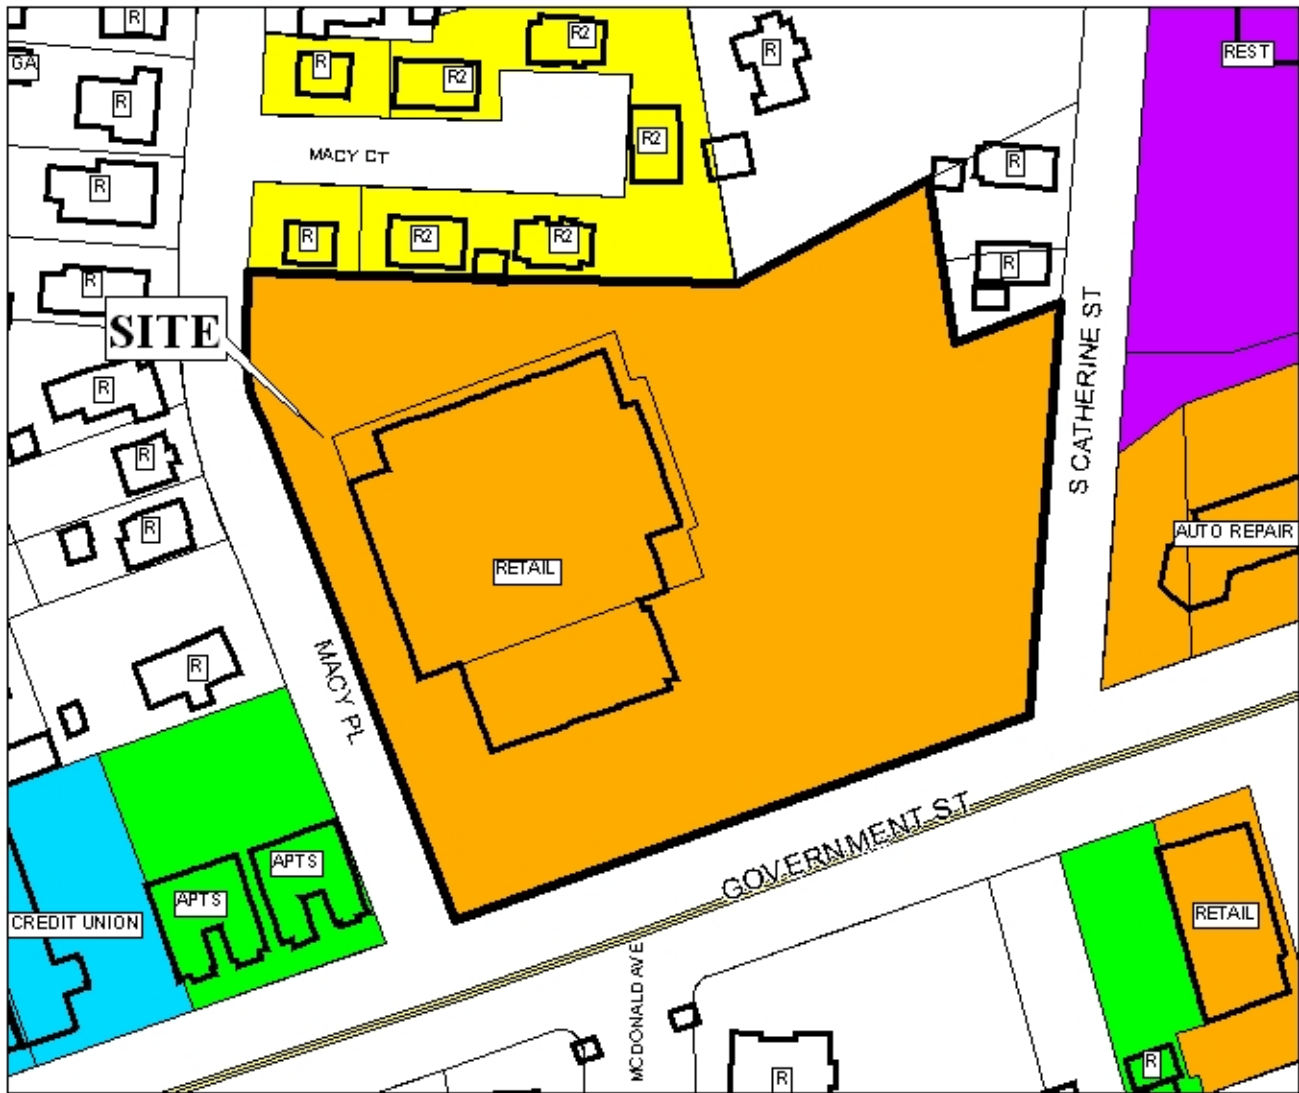 R
R2
REST
GA
R
R2
R
R
R2
MACY CT
R
R
R
R2
R2
R
R
SITE
S CATHERINE ST
R
R
R
AUTO REPAIR
RETAIL
MACY PL
R
GOVERNMENT ST
APTS
APTS
CREDIT UNION
RETAIL
MCDONALD AVE
R
R